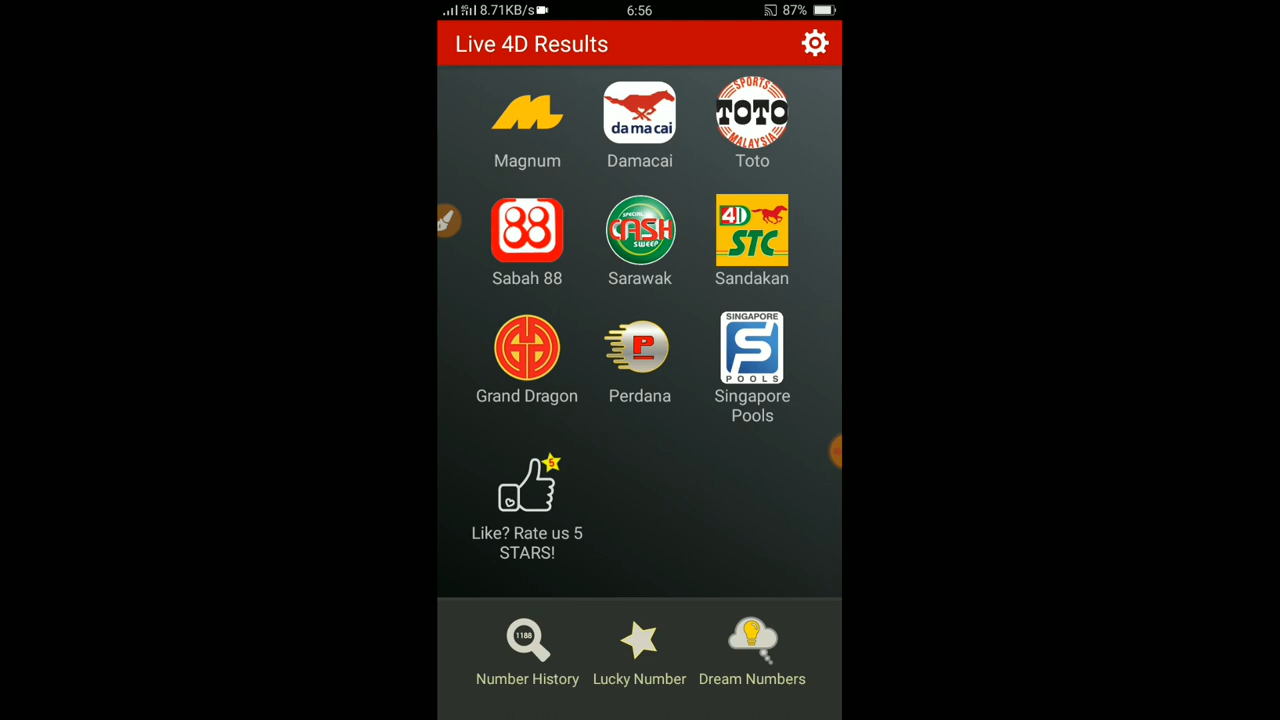 8.71KB/s 6:56 87%
Live 4D Results
SPORTS
TOTO
MALAYSIA
da ma cai
Magnum Damacai Toto
88
SPECIAL
CASH
SWEEP
4D
STC
Sabah 88 Sarawak Sandakan
P
SINGAPORE
POOLS
Grand Dragon Perdana Singapore
Pools
5
Like? Rate us 5
STARS!
1188
Number History Lucky Number Dream Numbers